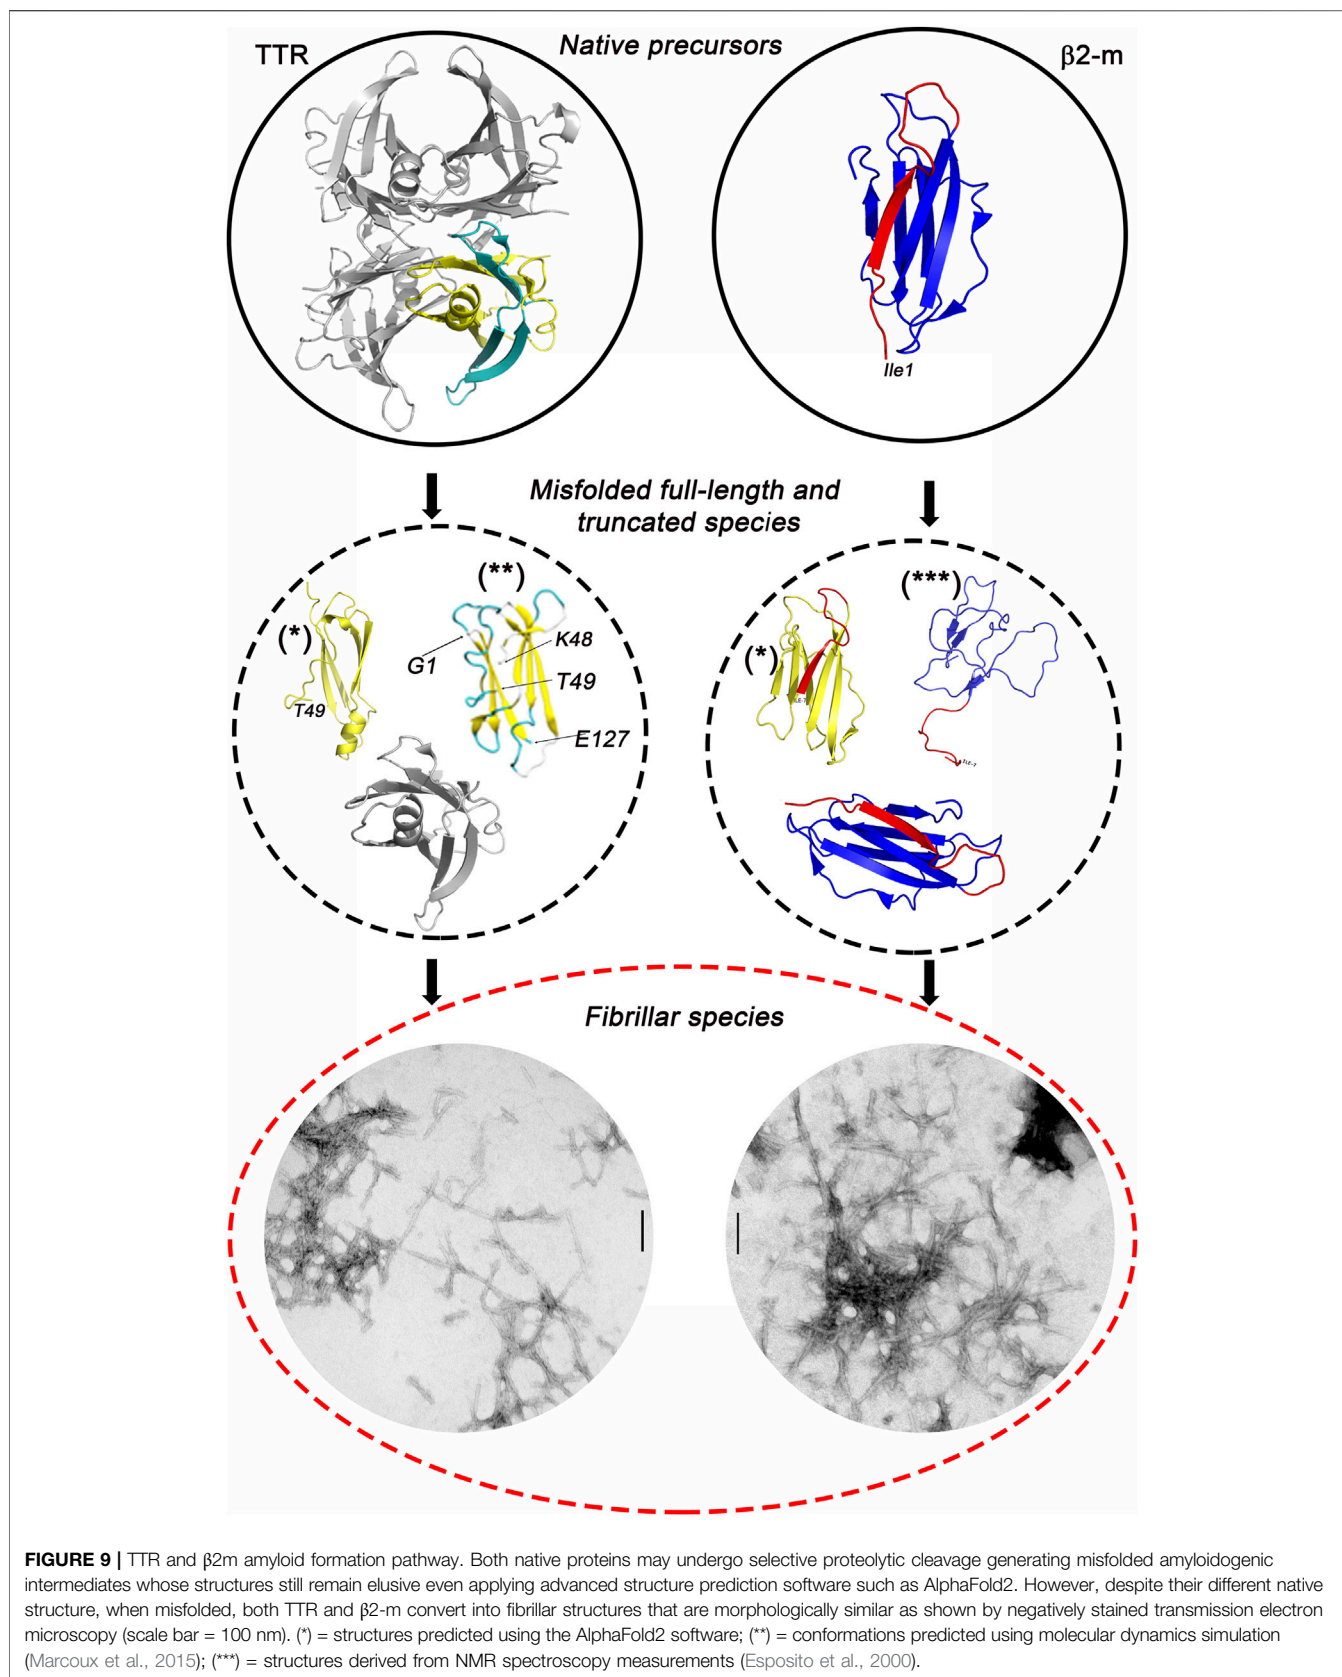 TTR
Native precursors
β2-m
Ile1
Misfolded full-length and
truncated species
(*)
(**)
G1
K48
T49
T49
E127
(*)
(***)
ILE-7
Fibrillar species
FIGURE 9 | TTR and β2m amyloid formation pathway. Both native proteins may undergo selective proteolytic cleavage generating misfolded amyloidogenic
intermediates whose structures still remain elusive even applying advanced structure prediction software such as AlphaFold2. However, despite their different native
structure, when misfolded, both TTR and β2-m convert into fibrillar structures that are morphologically similar as shown by negatively stained transmission electron
microscopy (scale bar = 100 nm). (*) = structures predicted using the AlphaFold2 software; (**) = conformations predicted using molecular dynamics simulation
(Marcoux et al., 2015); (***) = structures derived from NMR spectroscopy measurements (Esposito et al., 2000).